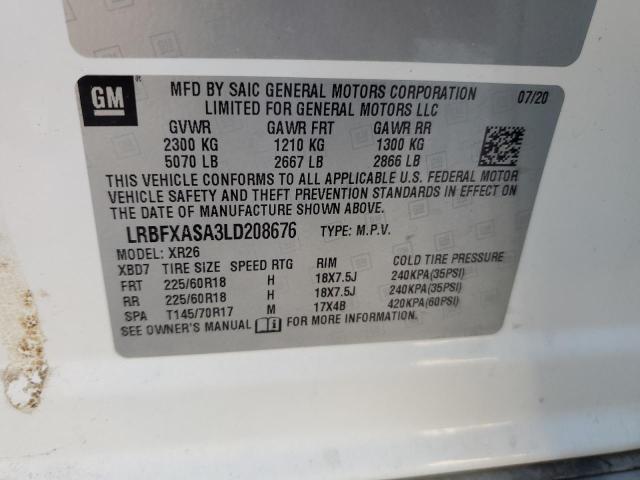 GM
®
MFD BY SAIC GENERAL MOTORS CORPORATION 07/20
LIMITED FOR GENERAL MOTORS LLC
GVWR GAWR FRT GAWR RR
2300 KG 1210 KG 1300 KG
5070 LB 2667 LB 2866 LB
THIS VEHICLE CONFORMS TO ALL APPLICABLE U.S. FEDERAL MOTOR
VEHICLE SAFETY AND THEFT PREVENTION STANDARDS IN EFFECT ON
THE DATE OF MANUFACTURE SHOWN ABOVE.
LRBFXASA3LD208676 TYPE: M.P.V.
MODEL: XR26
XBD7 TIRE SIZE SPEED RTG RIM COLD TIRE PRESSURE
FRT 225/60R18 H 18X7.5J 240KPA(35PSI)
RR 225/60R18 H 18X7.5J 240KPA(35PSI)
SPA T145/70R17 M 17X4B 420KPA(60PSI)
SEE OWNER'S MANUAL FOR MORE INFORMATION.